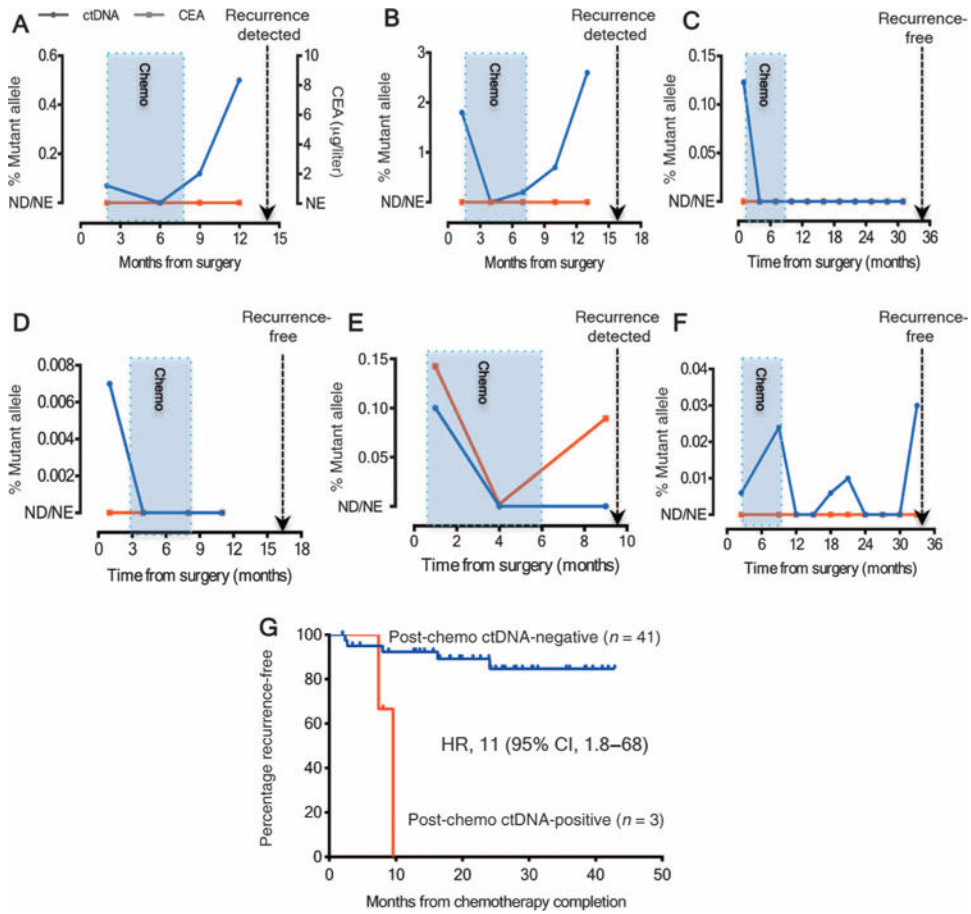 ctDNA CEA
A
Recurrence
detected
0.6
0.4
0.2
ND/NE
% Mutant allele
Chemo
10
8
6
4
2
NE
CEA (µg/liter)
0 3 6 9 12 15
Months from surgery
B
Recurrence
detected
3
2
1
ND/NE
% Mutant allele
Chemo
0 3 6 9 12 15 18
Months from surgery
C
Recurrence-
free
0.15
0.10
0.05
ND/NE
% Mutant allele
Chemo
0 6 12 18 24 30 36
Time from surgery (months)
D
Recurrence-
free
0.008
0.006
0.004
0.002
ND/NE
% Mutant allele
Chemo
0 3 6 9 12 15 18
Time from surgery (months)
E
Recurrence
detected
0.15
0.10
0.05
ND/NE
% Mutant allele
Chemo
0 2 4 6 8 10
Time from surgery (months)
F
Recurrence-
free
0.04
0.03
0.02
0.01
ND/NE
% Mutant allele
Chemo
0 6 12 18 24 30 36
Time from surgery (months)
G
100
80
60
40
20
0
Percentage recurrence-free
Post-chemo ctDNA-negative (n = 41)
HR, 11 (95% CI, 1.8–68)
Post-chemo ctDNA-positive (n = 3)
0 10 20 30 40 50
Months from chemotherapy completion